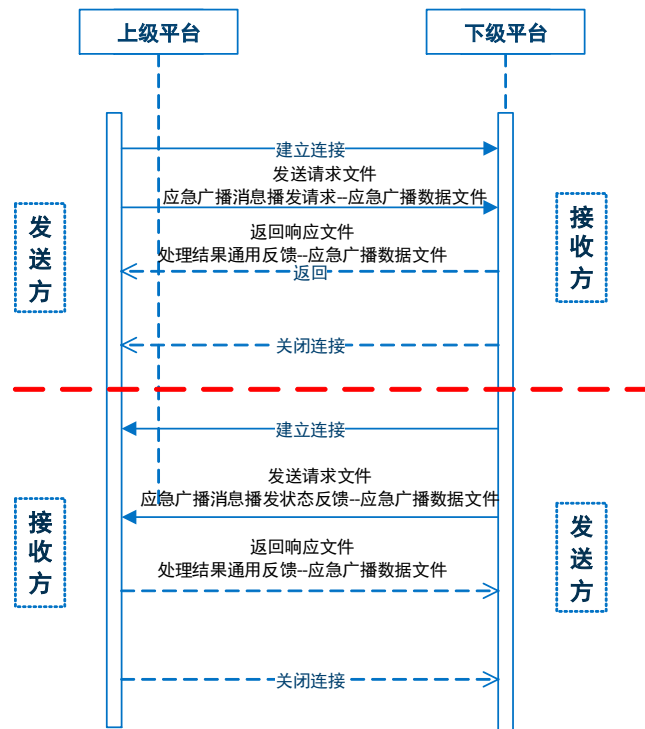 上级平台
下级平台
建立连接
发送请求文件
应急广播消息播发请求--应急广播数据文件
发送方
接收方
返回响应文件
处理结果通用反馈--应急广播数据文件
返回
关闭连接
建立连接
发送请求文件
应急广播消息播发状态反馈--应急广播数据文件
接收方
发送方
返回响应文件
处理结果通用反馈--应急广播数据文件
关闭连接